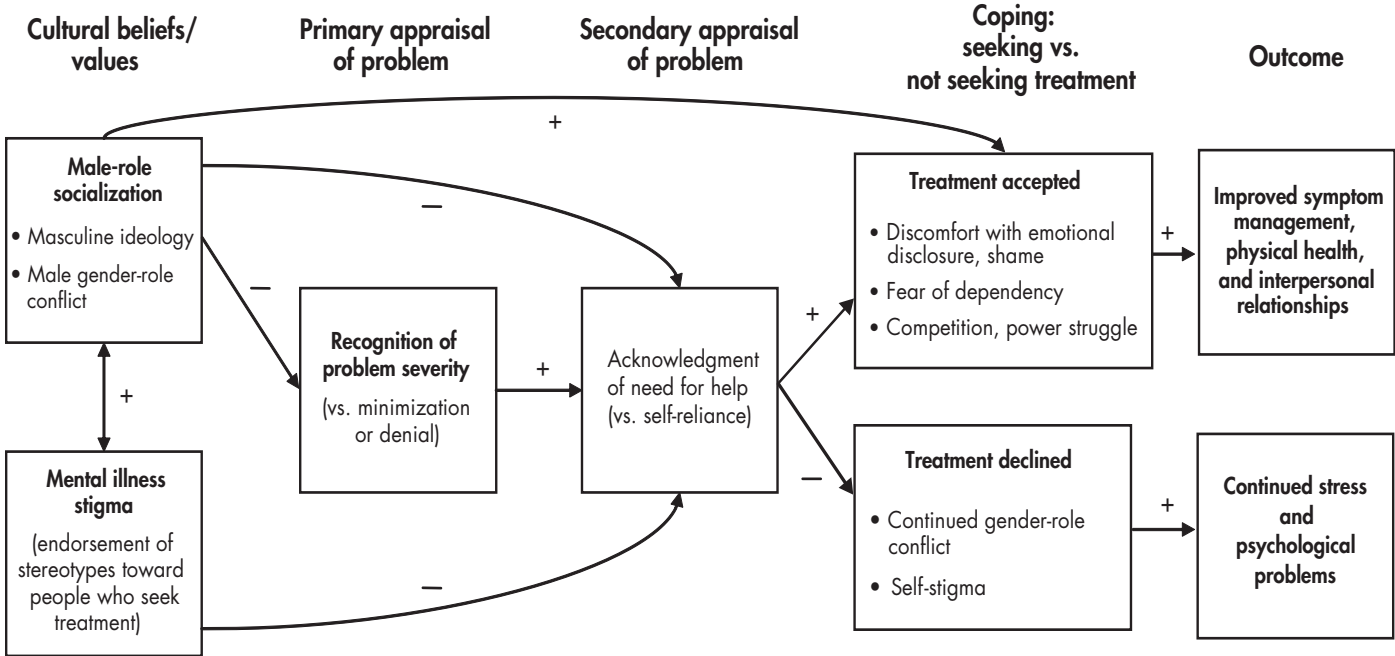 Cultural beliefs/
values
Primary appraisal
of problem
Secondary appraisal
of problem
Coping:
seeking vs.
not seeking treatment
Outcome
+
Male-role
socialization
• Masculine ideology
• Male gender-role
conflict
–
–
+
Mental illness
stigma
(endorsement of
stereotypes toward
people who seek
treatment)
–
Recognition of
problem severity
(vs. minimization
or denial)
+
Acknowledgment
of need for help
(vs. self-reliance)
+
–
Treatment accepted
• Discomfort with emotional
disclosure, shame
• Fear of dependency
• Competition, power struggle
+
Improved symptom
management,
physical health,
and interpersonal
relationships
Treatment declined
• Continued gender-role
conflict
• Self-stigma
+
Continued stress
and
psychological
problems